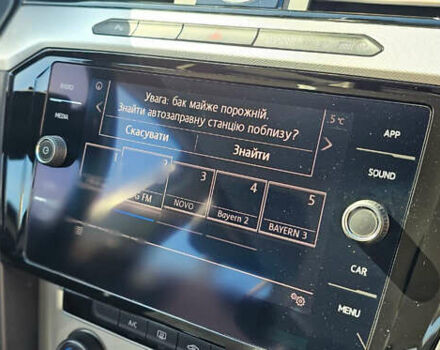 RADIO
MEDIA
Увага: бак майже порожній.
Знайти автозаправну станцію поблизу?
Скасувати
Знайти
5°C
3
NOVO
4
Bayern 2
5
BAYERN 3
FM
APP
SOUND
CAR
MENU
A/C